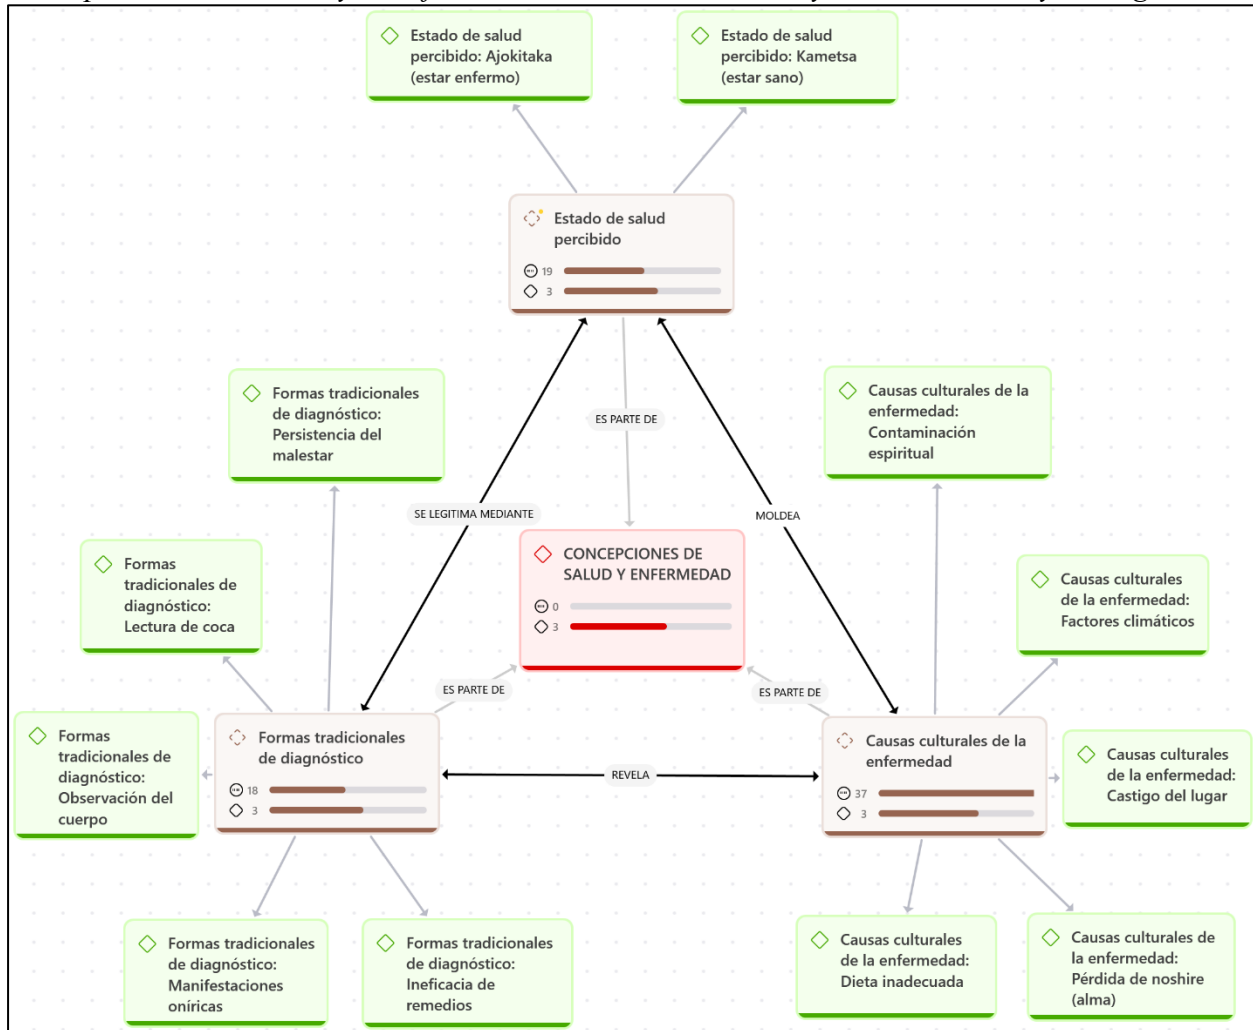 Estado de salud
percibido: Ajokitaka
(estar enfermo)
Estado de salud
percibido: Kametsa
(estar sano)
Estado de salud
percibido
19
3
Formas tradicionales
de diagnóstico:
Persistencia del
malestar
Causas culturales de la
enfermedad:
Contaminación
espiritual
ES PARTE DE
SE LEGITIMA MEDIANTE
MOLDEA
Formas
tradicionales de
diagnóstico:
Lectura de coca
CONCEPCIONES DE
SALUD Y ENFERMEDAD
0
3
Causas culturales
de la enfermedad:
Factores climáticos
ES PARTE DE
ES PARTE DE
Formas
tradicionales de
diagnóstico:
Observación del
cuerpo
Formas tradicionales
de diagnóstico
18
3
REVELA
Causas culturales de la
enfermedad
37
3
Causas culturales
de la enfermedad:
Castigo del lugar
Formas tradicionales
de diagnóstico:
Manifestaciones
oníricas
Formas tradicionales
de diagnóstico:
Ineficacia de
remedios
Causas culturales
de la enfermedad:
Dieta inadecuada
Causas culturales de
la enfermedad:
Pérdida de noshire
(alma)